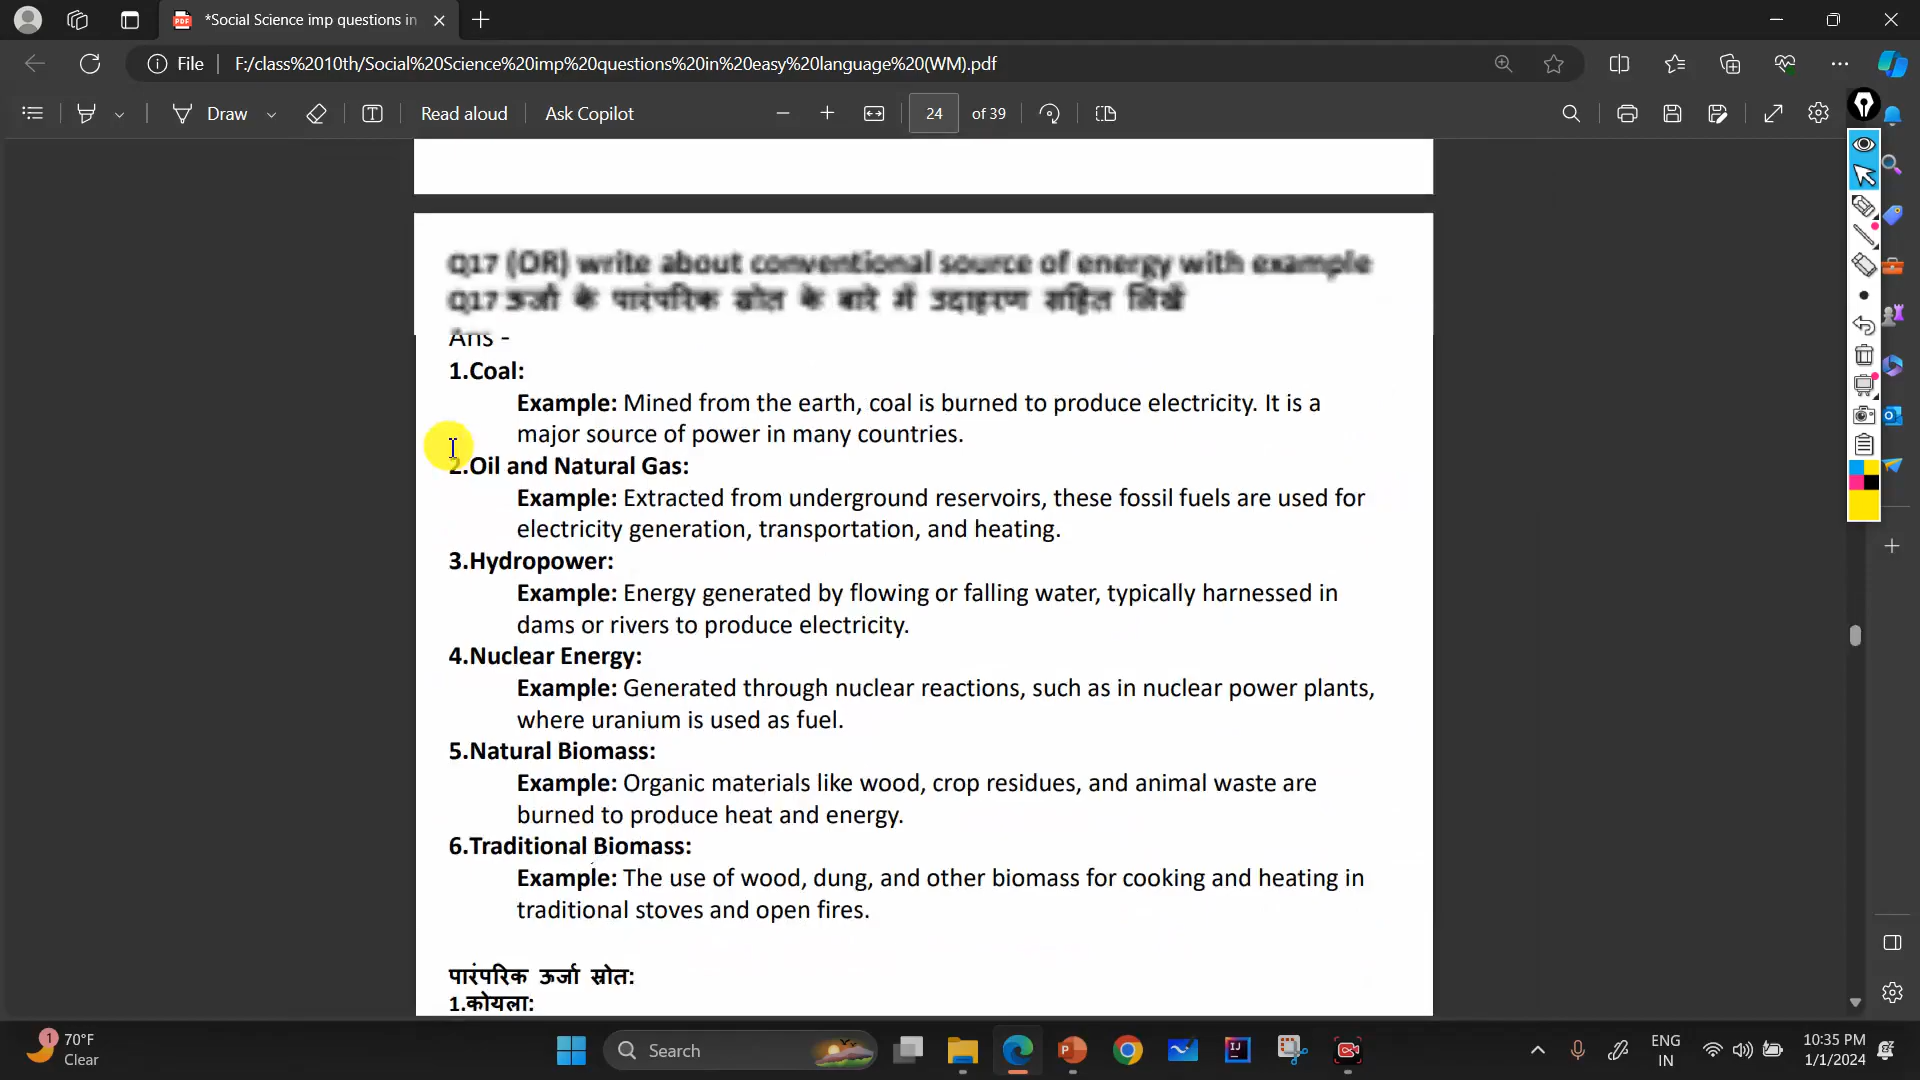 *Social Science imp questions in
File
F:/class%2010th/Social%20Science%20imp%20questions%20in%20easy%20language%20(WM).pdf
Draw
Read aloud
Ask Copilot
24
of 39
Q17 (OR) write about conventional source of energy with example
Q17 ऊर्जा के पारंपरिक स्रोत के बारे में उदाहरण सहित लिखें
Ans -
1.Coal:
Example: Mined from the earth, coal is burned to produce electricity. It is a
major source of power in many countries.
2.Oil and Natural Gas:
Example: Extracted from underground reservoirs, these fossil fuels are used for
electricity generation, transportation, and heating.
3.Hydropower:
Example: Energy generated by flowing or falling water, typically harnessed in
dams or rivers to produce electricity.
4.Nuclear Energy:
Example: Generated through nuclear reactions, such as in nuclear power plants,
where uranium is used as fuel.
5.Natural Biomass:
Example: Organic materials like wood, crop residues, and animal waste are
burned to produce heat and energy.
6.Traditional Biomass:
Example: The use of wood, dung, and other biomass for cooking and heating in
traditional stoves and open fires.
पारंपरिक ऊर्जा स्रोत:
1.कोयला:
1
70°F
Clear
Search
ENG
IN
10:35 PM
1/1/2024